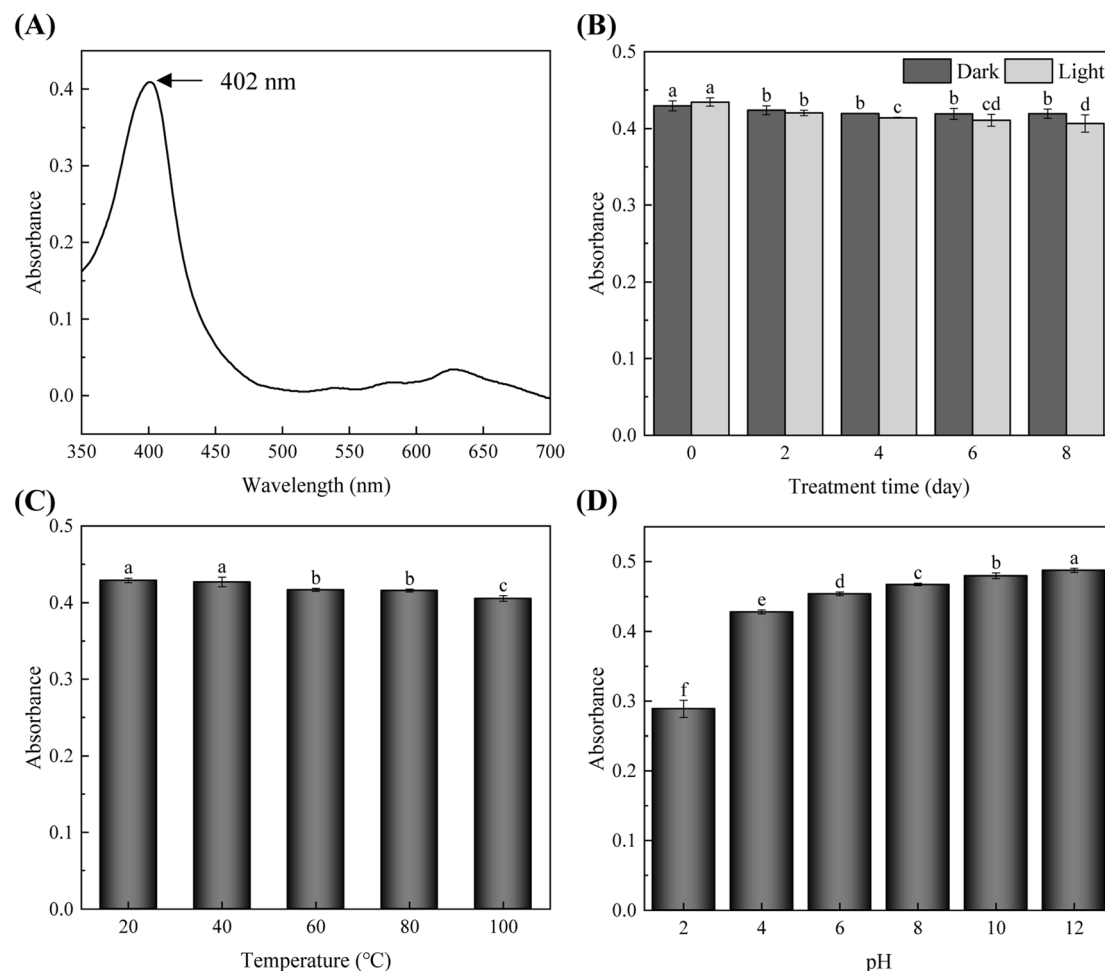 (A)
402 nm
0.4
0.3
0.2
0.1
0.0
Absorbance
350 400 450 500 550 600 650 700
Wavelength (nm)
(B)
Dark Light
0.5
0.4
0.3
0.2
0.1
0.0
Absorbance
a a b b b c b cd b d
0 2 4 6 8
Treatment time (day)
(C)
0.5
0.4
0.3
0.2
0.1
0.0
Absorbance
a a b b c
20 40 60 80 100
Temperature (℃)
(D)
0.5
0.4
0.3
0.2
0.1
0.0
Absorbance
f e d c b a
2 4 6 8 10 12
pH